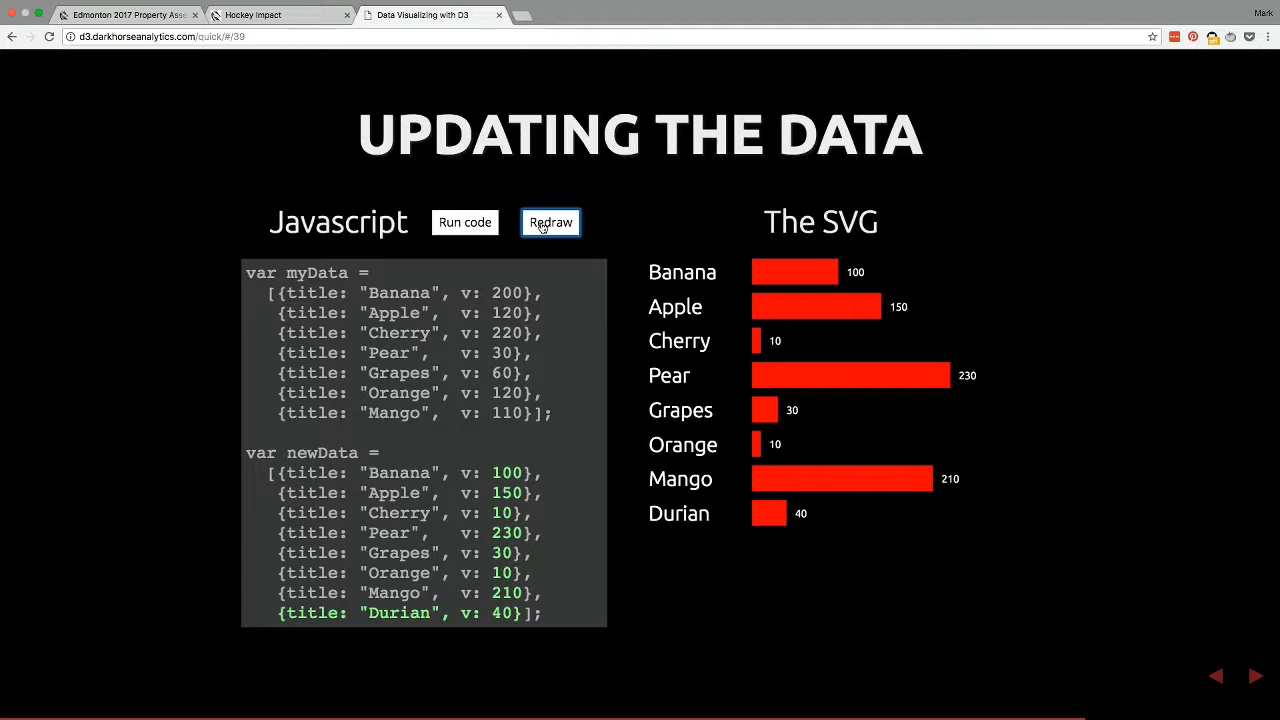 Edmonton 2017 Property Asse
Hockey Impact
Data Visualizing with D3
Mark
d3.darkhorseanalytics.com/quick/#/39
UPDATING THE DATA
Javascript
Run code
Redraw
The SVG
var myData =
[{title: "Banana", v: 200},
{title: "Apple", v: 120},
{title: "Cherry", v: 220},
{title: "Pear", v: 30},
{title: "Grapes", v: 60},
{title: "Orange", v: 120},
{title: "Mango", v: 110}];
var newData =
[{title: "Banana", v: 100},
{title: "Apple", v: 150},
{title: "Cherry", v: 10},
{title: "Pear", v: 230},
{title: "Grapes", v: 30},
{title: "Orange", v: 10},
{title: "Mango", v: 210},
{title: "Durian", v: 40}];
Banana 100
Apple 150
Cherry 10
Pear 230
Grapes 30
Orange 10
Mango 210
Durian 40